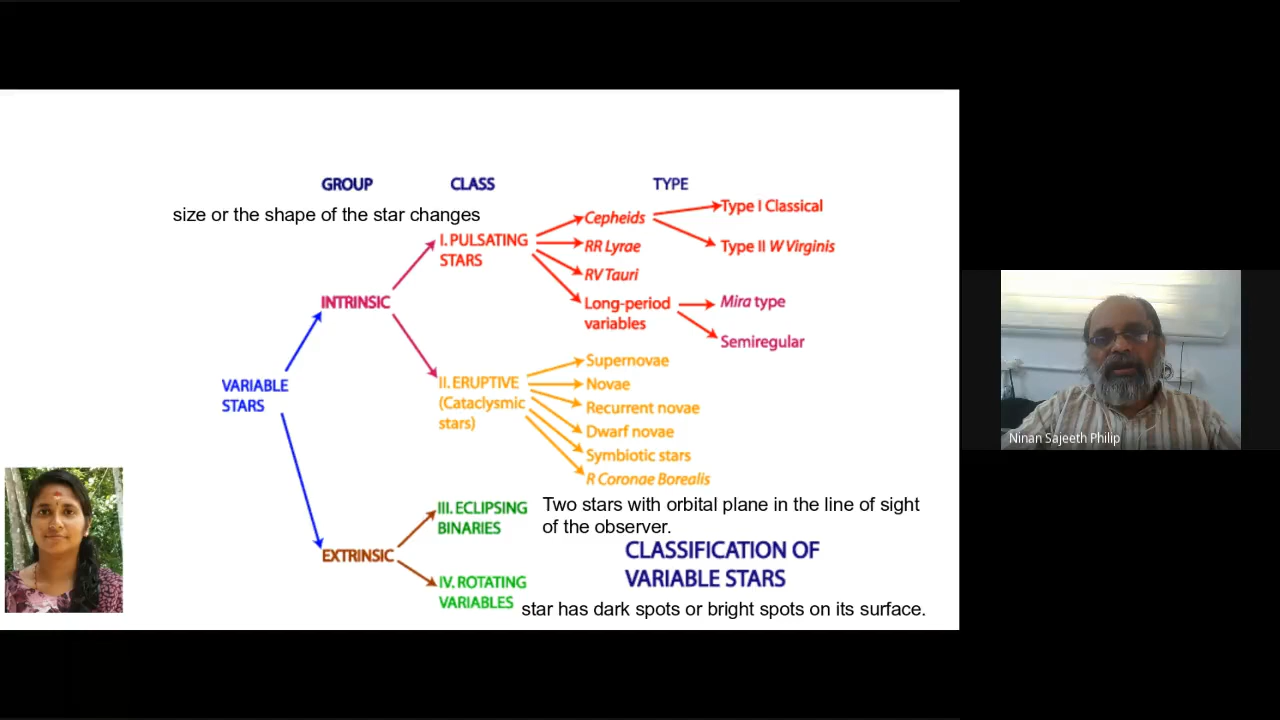 GROUP CLASS TYPE
size or the shape of the star changes
I. PULSATING
STARS
Cepheids
RR Lyrae
RV Tauri
Long-period
variables
Type I Classical
Type II W Virginis
Mira type
Semiregular
INTRINSIC
VARIABLE
STARS
II. ERUPTIVE
(Cataclysmic
stars)
Supernovae
Novae
Recurrent novae
Dwarf novae
Symbiotic stars
R Coronae Borealis
EXTRINSIC
III. ECLIPSING
BINARIES
Two stars with orbital plane in the line of sight
of the observer.
CLASSIFICATION OF
VARIABLE STARS
IV. ROTATING
VARIABLES
star has dark spots or bright spots on its surface.
Ninan Sajeeth Philip